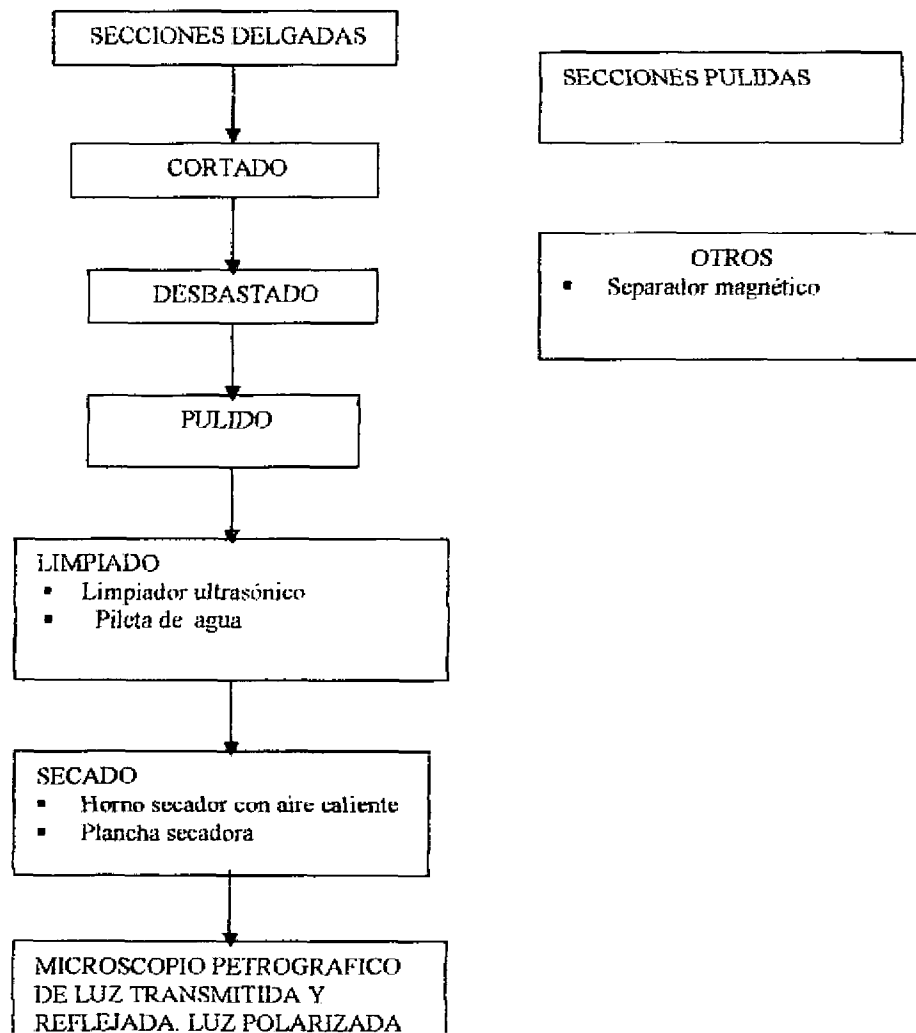 SECCIONES DELGADAS
CORTADO
DESBASTADO
PULIDO
LIMPIADO
▪ Limpiador ultrasónico
▪ Pileta de agua
SECADO
▪ Horno secador con aire caliente
▪ Plancha secadora
MICROSCOPIO PETROGRAFICO
DE LUZ TRANSMITIDA Y
REFLEJADA. LUZ POLARIZADA
SECCIONES PULIDAS
OTROS
▪ Separador magnético